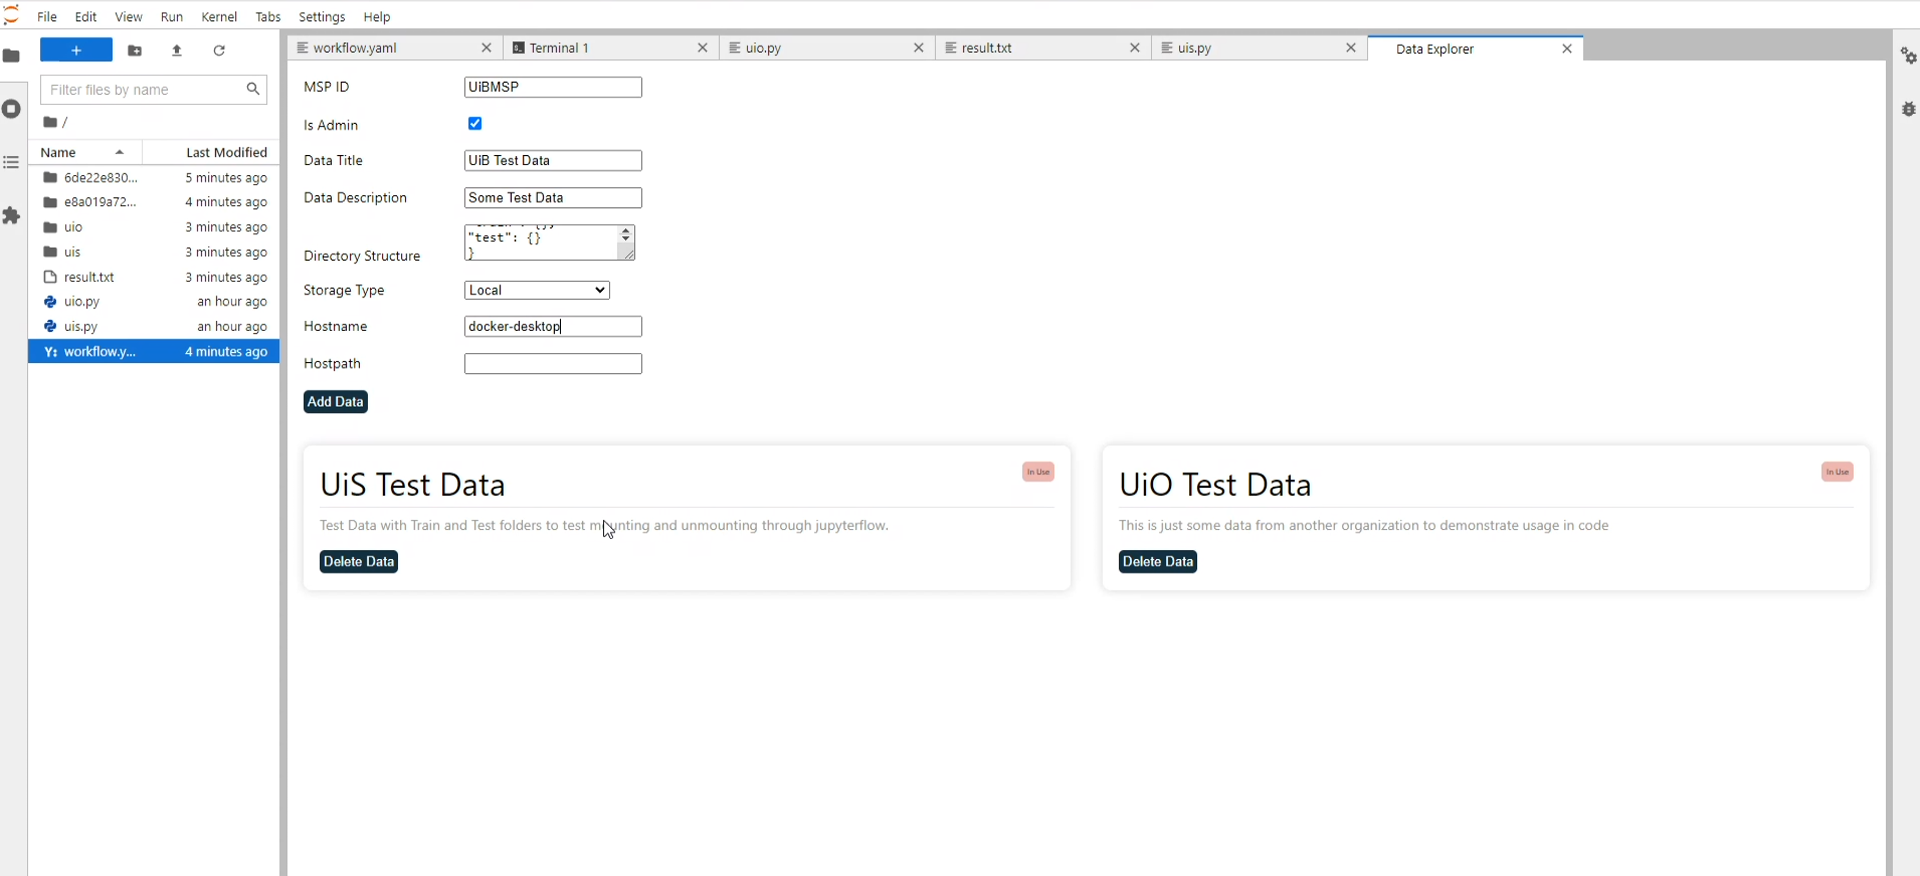 File Edit View Run Kernel Tabs Settings Help
workflow.yaml Terminal 1 uio.py result.txt uis.py Data Explorer
Filter files by name
/
Name Last Modified
6de22e830... 5 minutes ago
e8a019a72... 4 minutes ago
uio 3 minutes ago
uis 3 minutes ago
result.txt 3 minutes ago
uio.py an hour ago
uis.py an hour ago
Y: workflow.y... 4 minutes ago
MSP ID UiBMSP
Is Admin
Data Title UiB Test Data
Data Description Some Test Data
"test": {}
}
Directory Structure
Storage Type Local
Hostname docker-desktop
Hostpath
Add Data
UiS Test Data In Use
Test Data with Train and Test folders to test mounting and unmounting through jupyterflow.
Delete Data
UiO Test Data In Use
This is just some data from another organization to demonstrate usage in code
Delete Data